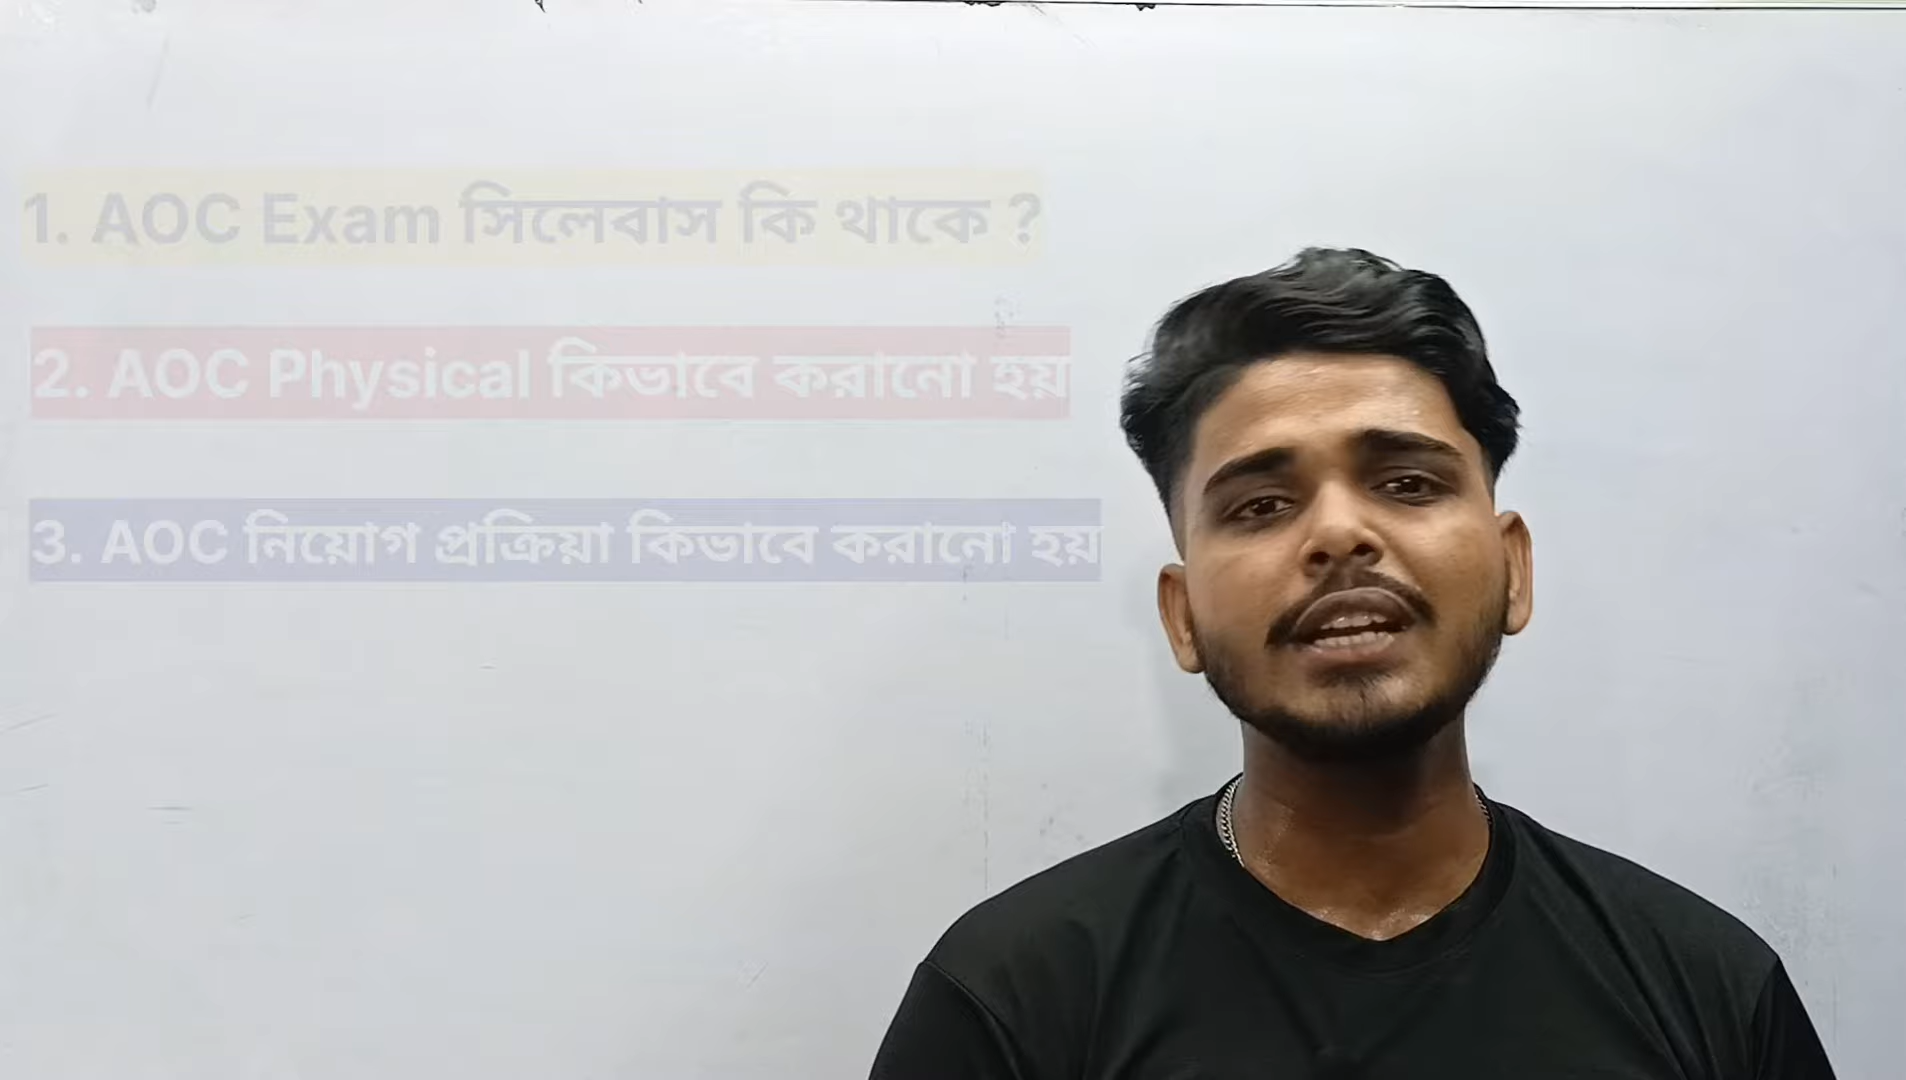 1. AOC Exam সিলেবাস কি থাকে ?
2. AOC Physical কিভাবে করানো হয়
3. AOC নিয়োগ প্রক্রিয়া কিভাবে করানো হয়